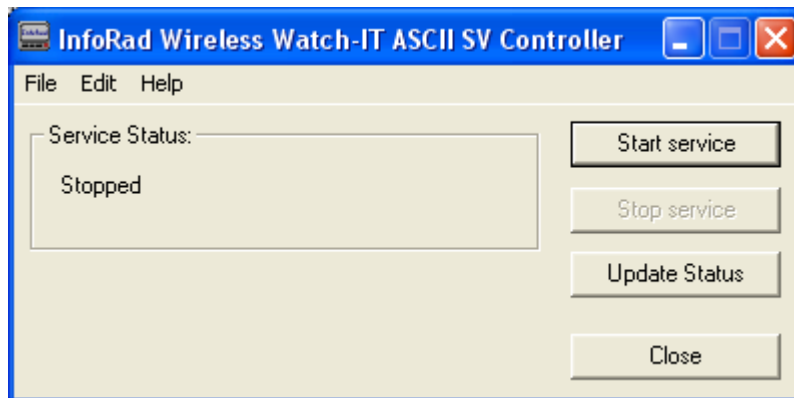 InfoRad Wireless Watch-IT ASCII SV Controller
File Edit Help
Service Status:
Stopped
Start service
Stop service
Update Status
Close